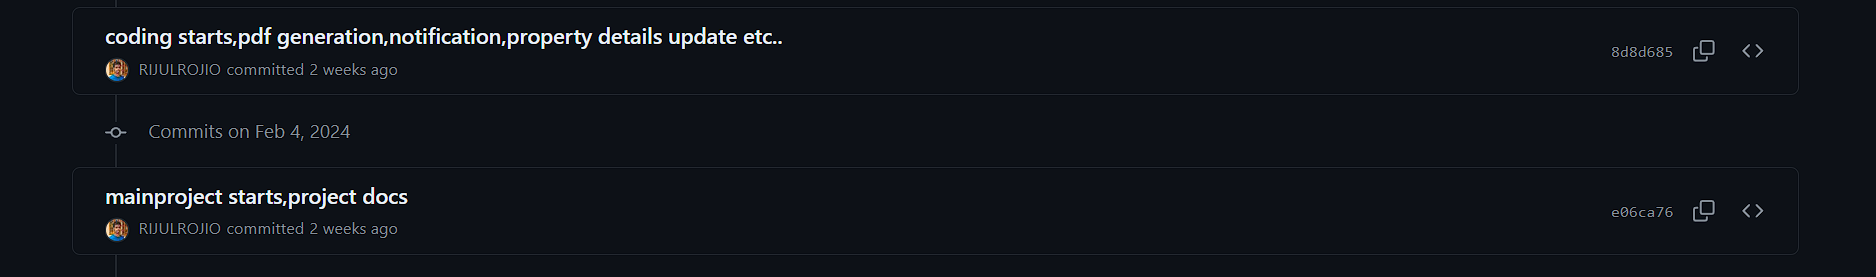 coding starts,pdf generation,notification,property details update etc..
RIJULROJIO committed 2 weeks ago
8d8d685
Commits on Feb 4, 2024
mainproject starts,project docs
RIJULROJIO committed 2 weeks ago
e06ca76